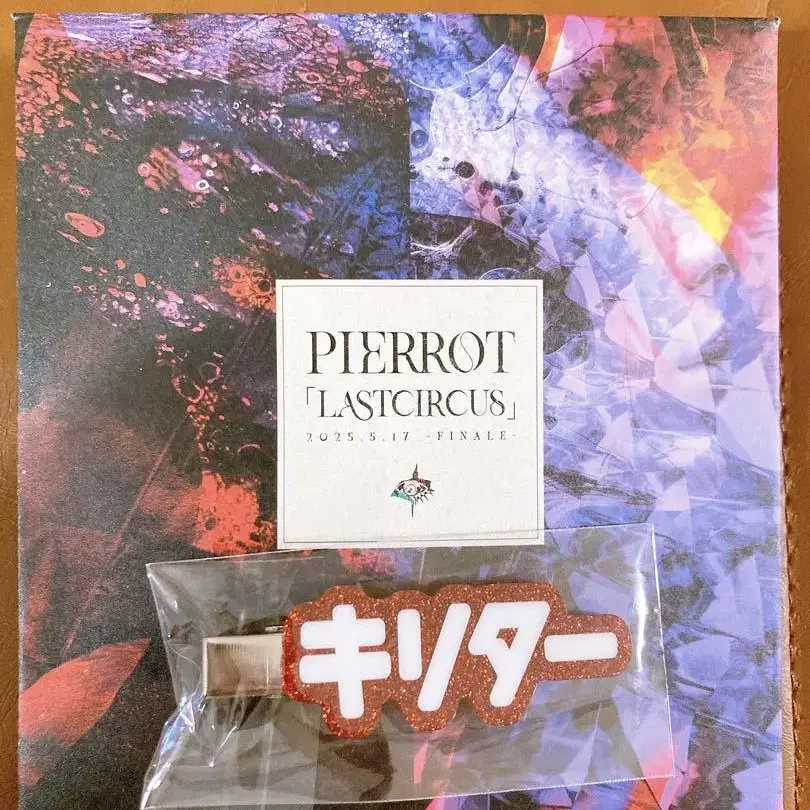 PIERROT
「LASTCIRCUS」
2025.5.17 -FINALE-
キリター